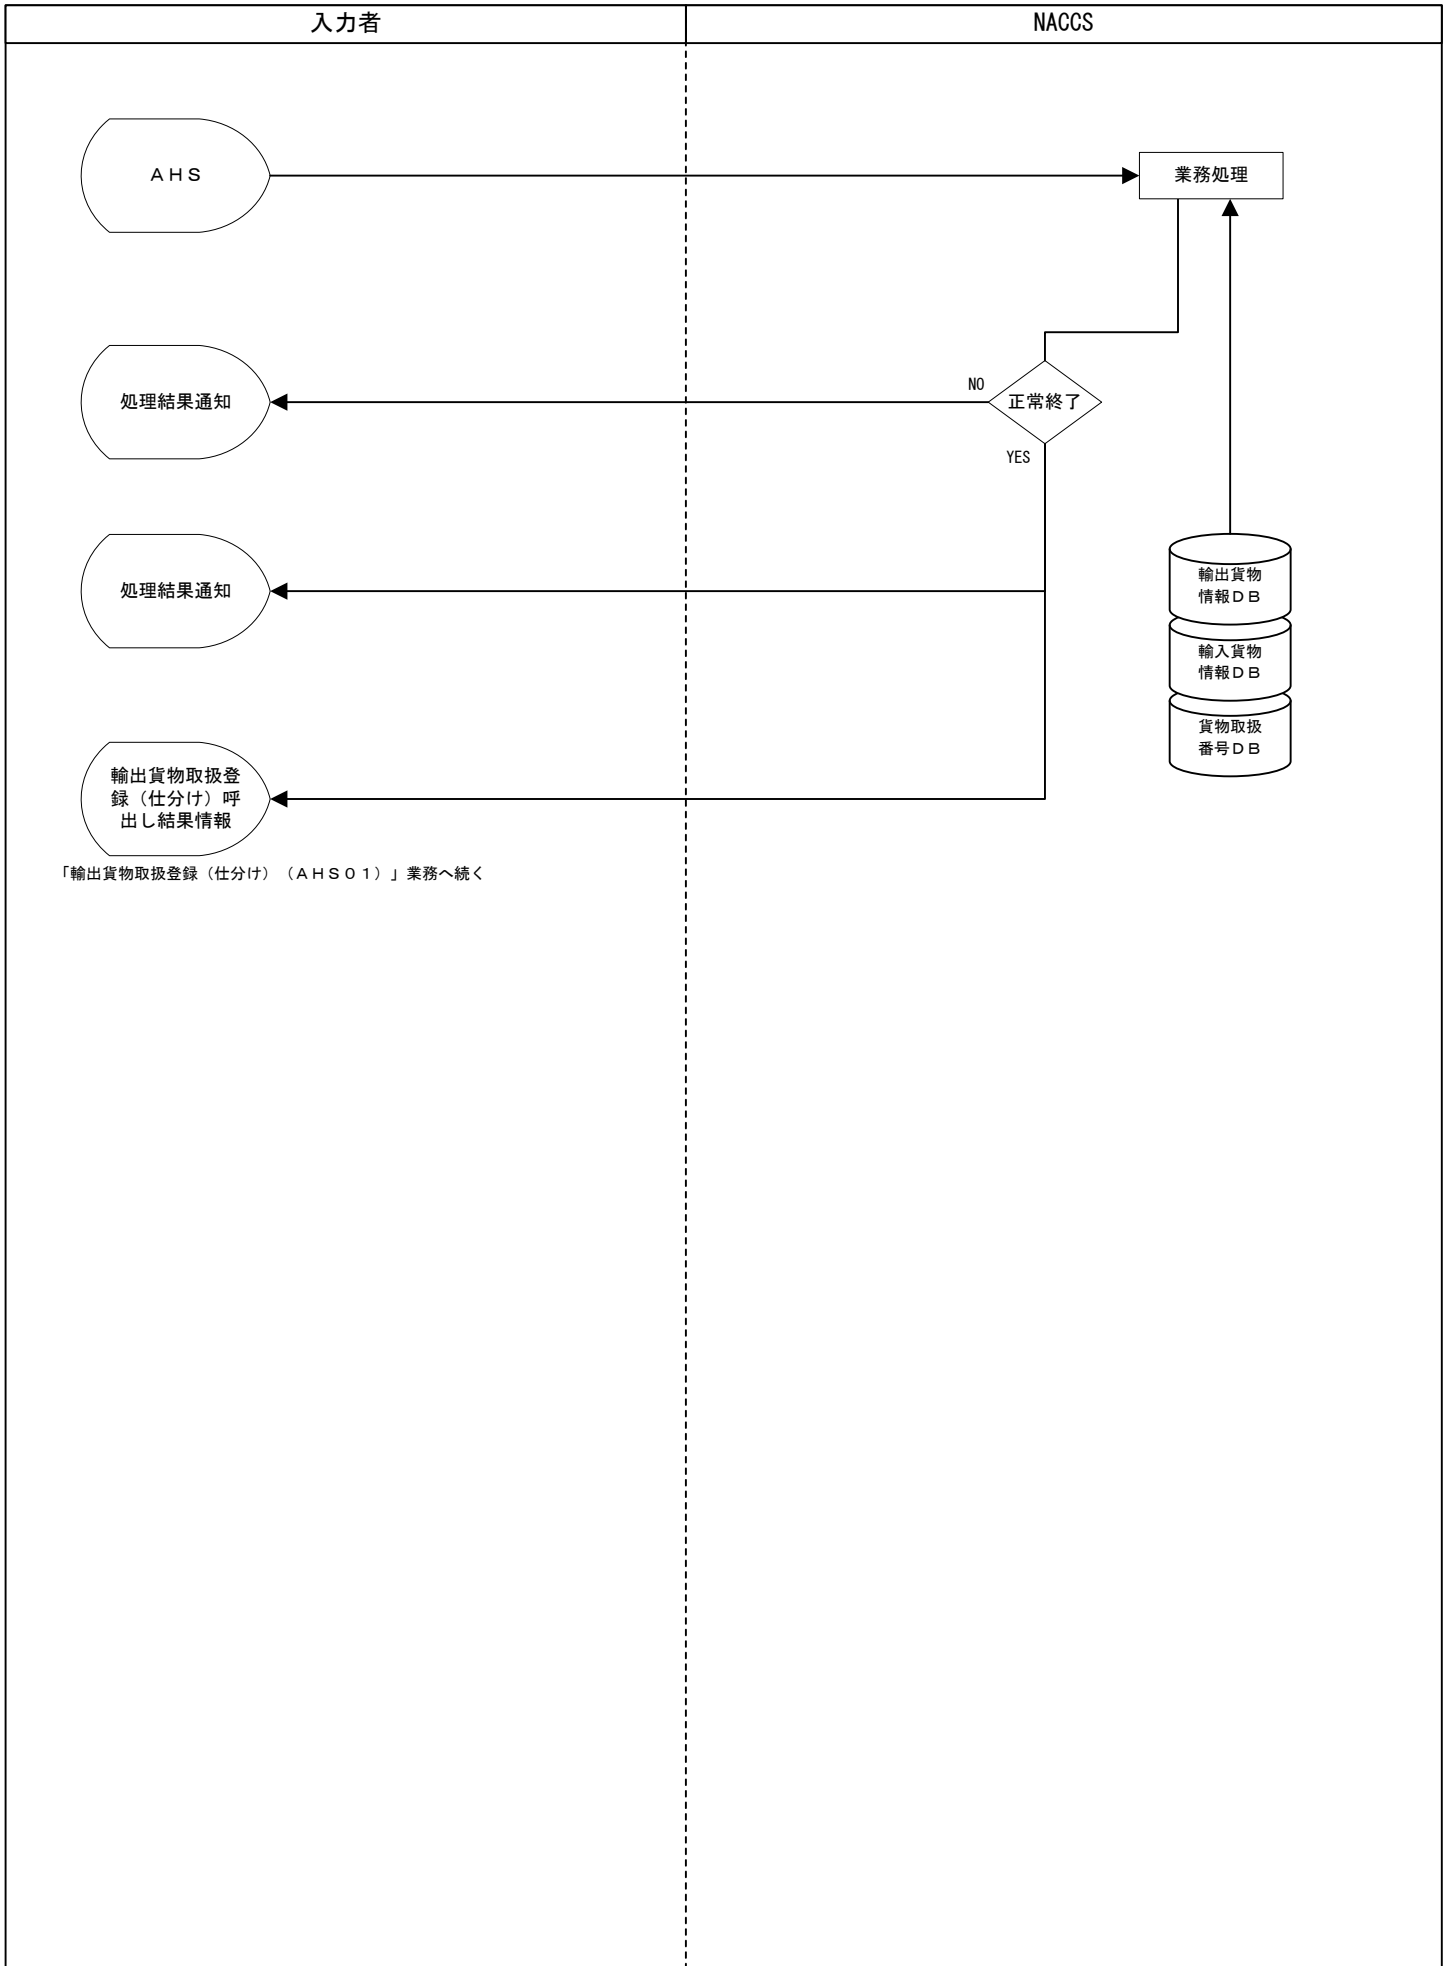 入力者
NACCS
ＡＨＳ
業務処理
処理結果通知
NO
正常終了
YES
処理結果通知
輸出貨物
情報ＤＢ
輸入貨物
情報ＤＢ
貨物取扱
番号ＤＢ
輸出貨物取扱登
録（仕分け）呼
出し結果情報
「輸出貨物取扱登録（仕分け）（ＡＨＳ０１）」業務へ続く